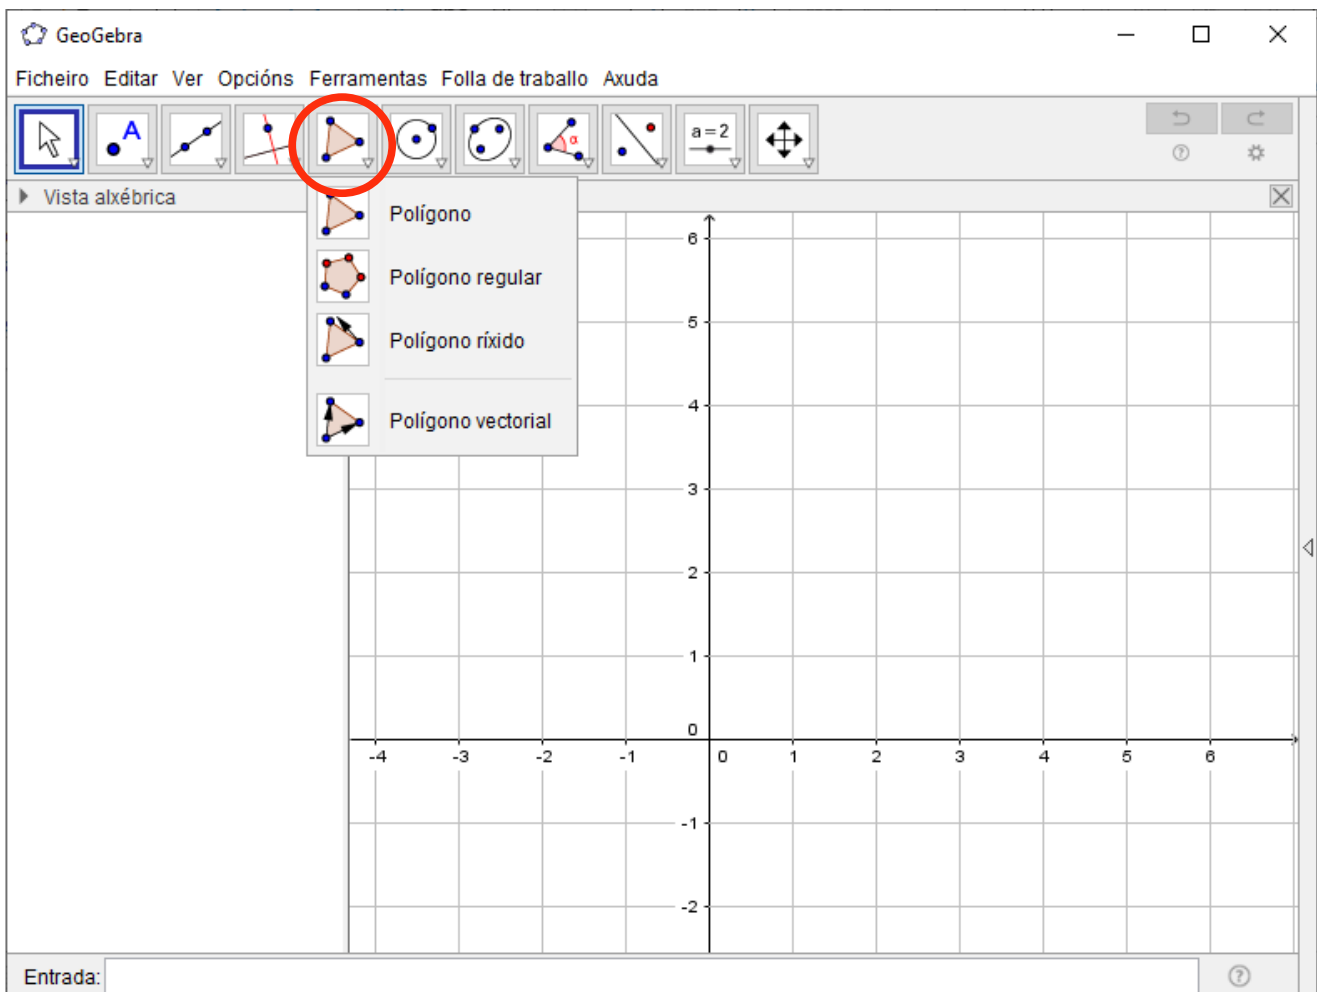 GeoGebra
Ficheiro Editar Ver Opcións Ferramentas Folla de traballo Axuda
A
α
a=2
Vista alxébrica
Polígono
Polígono regular
Polígono ríxido
Polígono vectorial
6
5
4
3
2
1
0
-4 -3 -2 -1 0 1 2 3 4 5 6
-1
-2
Entrada: